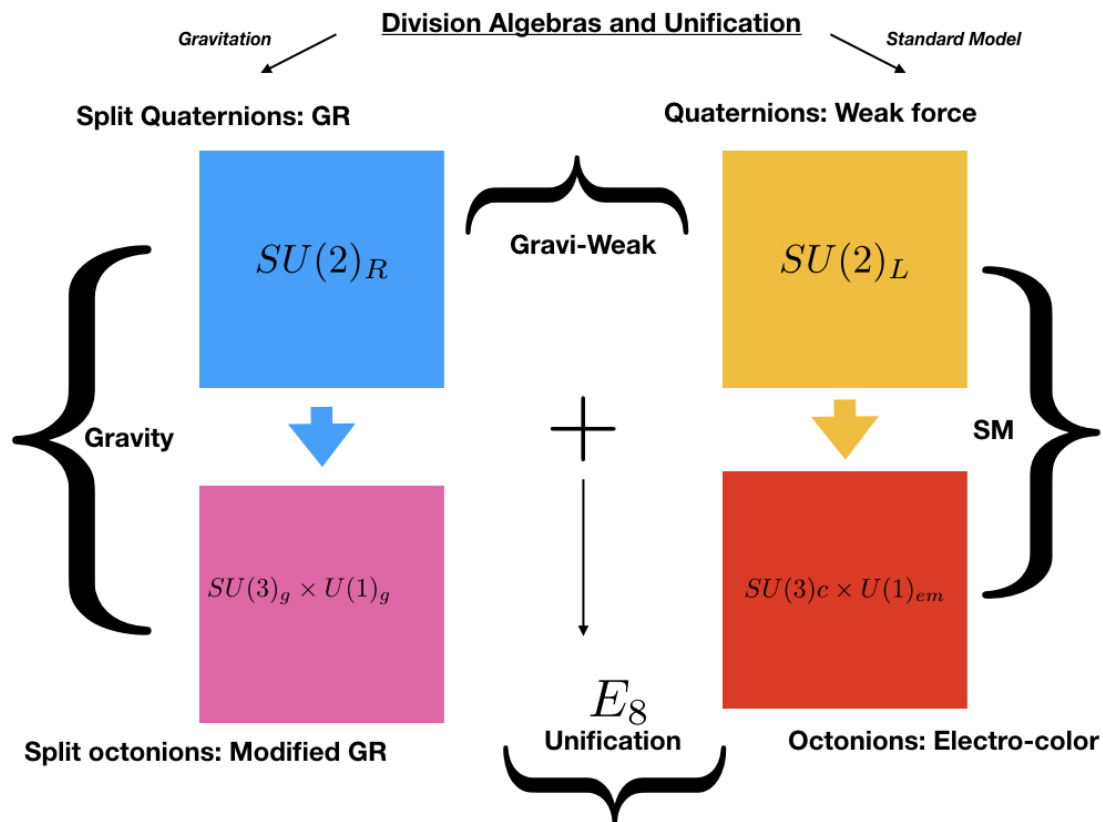 Division Algebras and Unification
Gravitation
Standard Model
Split Quaternions: GR
Quaternions: Weak force
SU(2)_R
Gravi-Weak
SU(2)_L
Gravity
+
SM
SU(3)_g × U(1)_g
SU(3)c × U(1)_{em}
E_8
Unification
Split octonions: Modified GR
Octonions: Electro-color